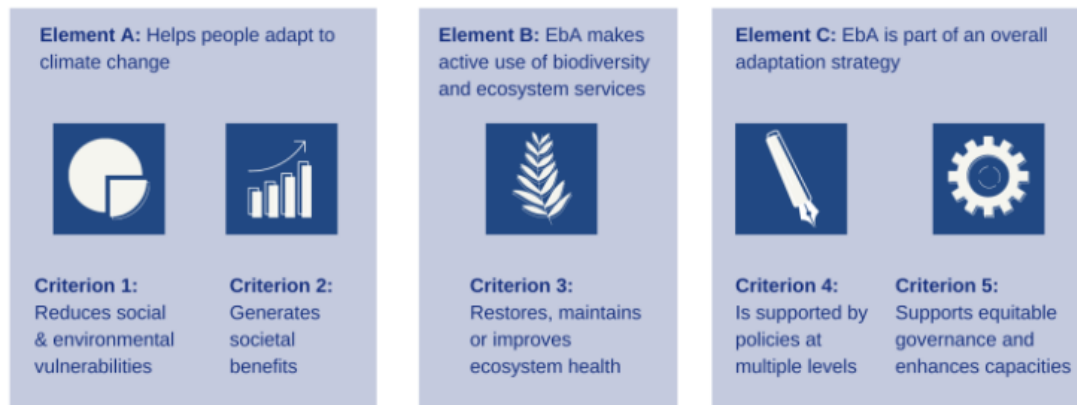 Element A: Helps people adapt to
climate change
Element B: EbA makes
active use of biodiversity
and ecosystem services
Element C: EbA is part of an overall
adaptation strategy
Criterion 1:
Reduces social
& environmental
vulnerabilities
Criterion 2:
Generates
societal
benefits
Criterion 3:
Restores, maintains
or improves
ecosystem health
Criterion 4:
Is supported by
policies at
multiple levels
Criterion 5:
Supports equitable
governance and
enhances capacities